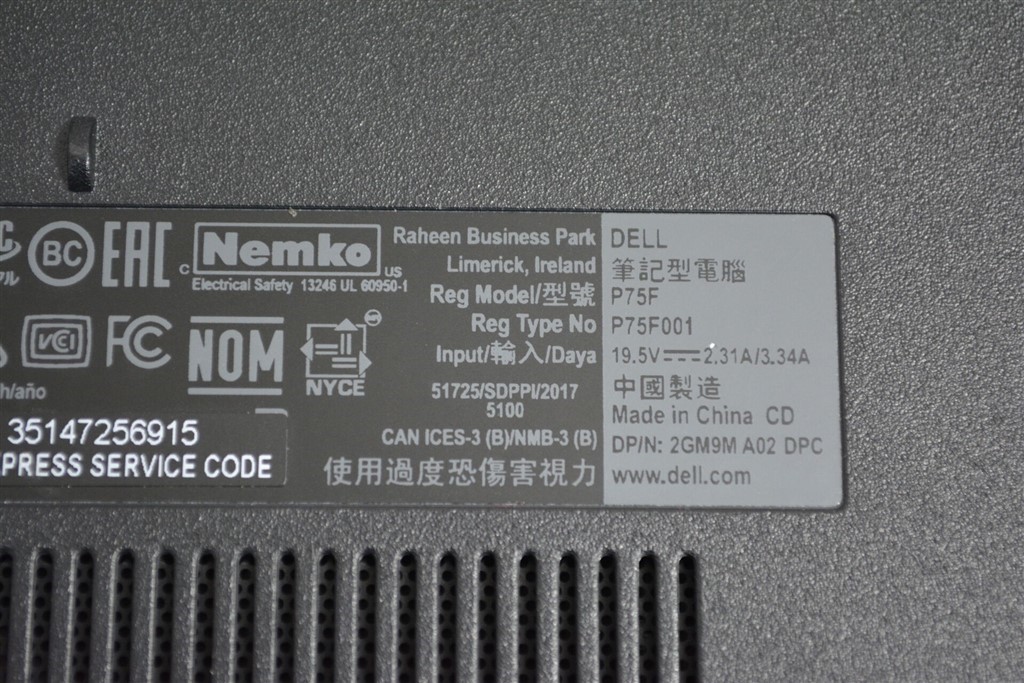 BC
EAC
C Nemko US
Electrical Safety 13246 UL 60950-1
Raheen Business Park
Limerick, Ireland
Reg Model/型號
Reg Type No
Input/輸入/Daya
VCI
FC
NOM
NYCE
h/año
51725/SDPPI/2017
5100
CAN ICES-3 (B)/NMB-3 (B)
使用過度恐傷害視力
35147256915
PRESS SERVICE CODE
DELL
筆記型電腦
P75F
P75F001
19.5V 2.31A/3.34A
中國製造
Made in China CD
DP/N: 2GM9M A02 DPC
www.dell.com